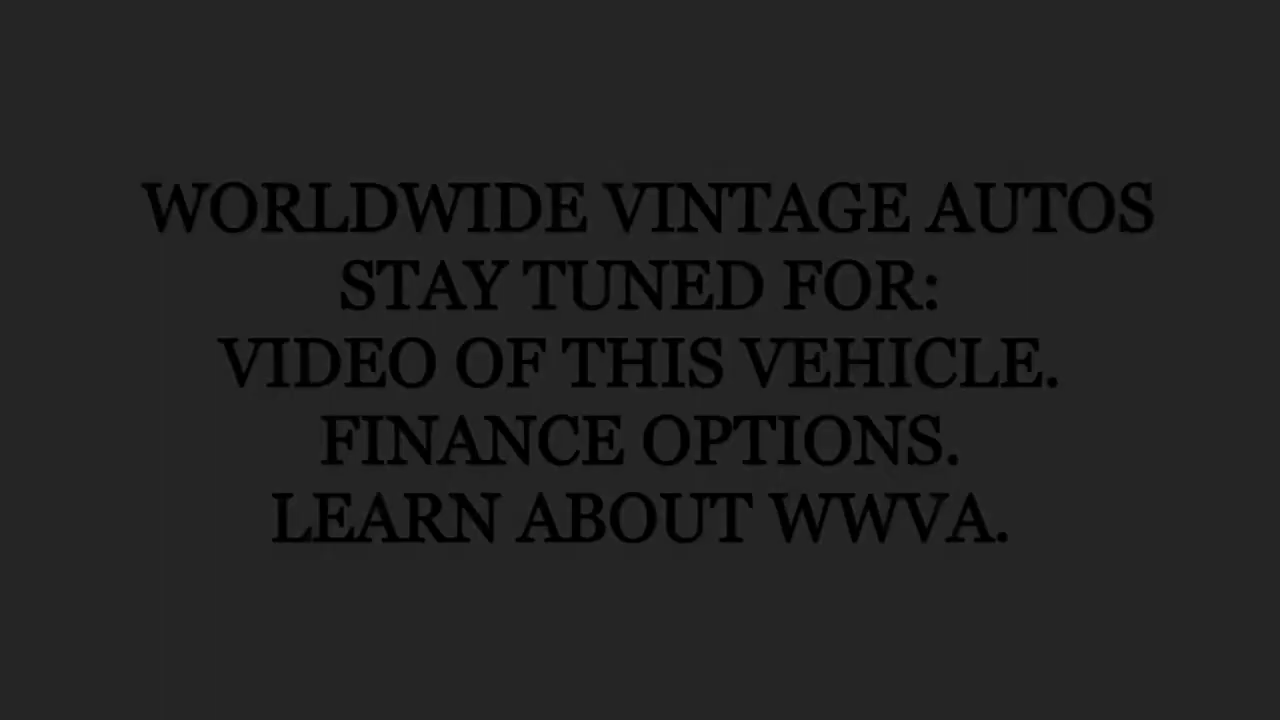 WORLDWIDE VINTAGE AUTOS
STAY TUNED FOR:
VIDEO OF THIS VEHICLE.
FINANCE OPTIONS.
LEARN ABOUT WWVA.